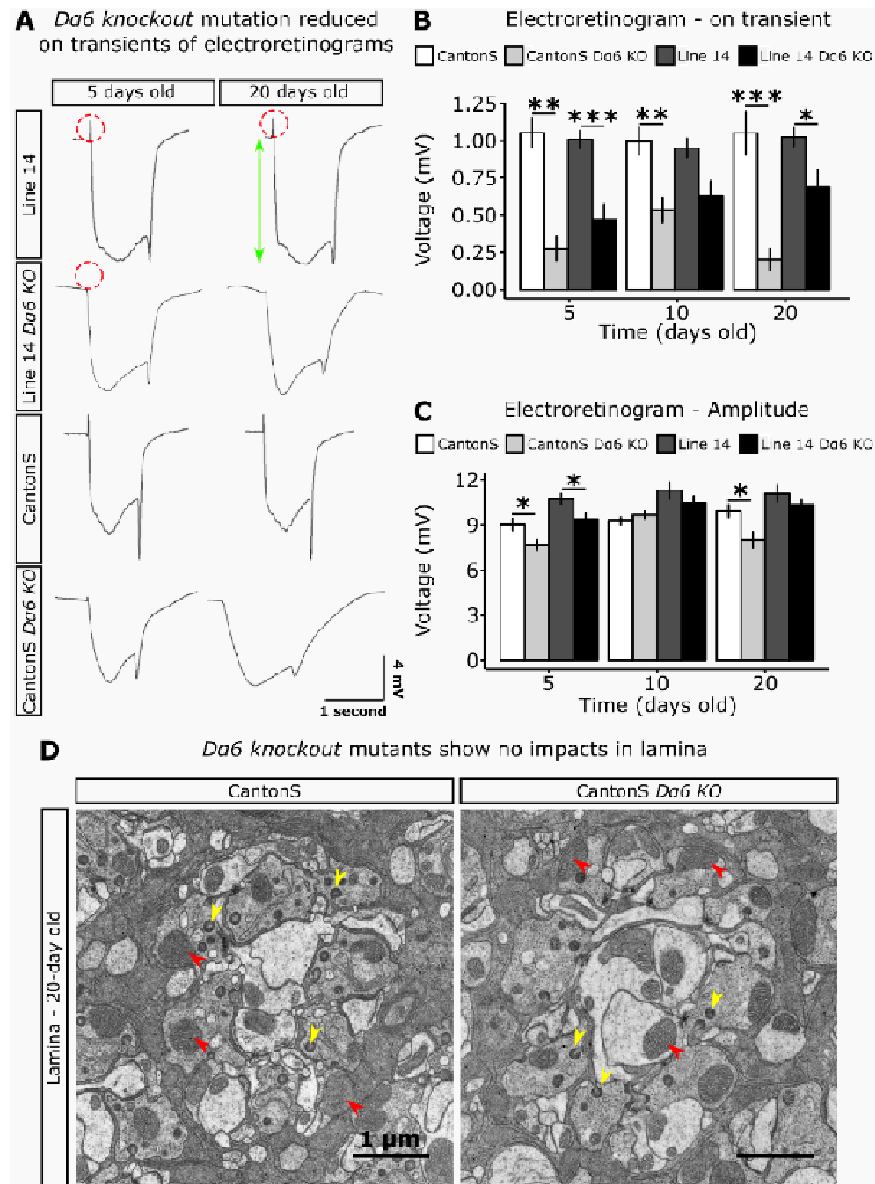 A Dα6 knockout mutation reduced
on transients of electroretinograms
5 days old
20 days old
Line 14
Line 14 Dα6 KO
CantonS
CantonS Dα6 KO
4 mV
1 second
B Electroretinogram - on transient
CantonS CantonS Dα6 KO Line 14 Line 14 Dα6 KO
Voltage (mV)
1.25
1.00
0.75
0.50
0.25
0.00
** *** ** *** *
5 10 20
Time (days old)
C Electroretinogram - Amplitude
CantonS CantonS Dα6 KO Line 14 Line 14 Dα6 KO
Voltage (mV)
12
9
6
3
0
* * *
5 10 20
Time (days old)
D Dα6 knockout mutants show no impacts in lamina
CantonS
CantonS Dα6 KO
Lamina - 20-day old
1 µm